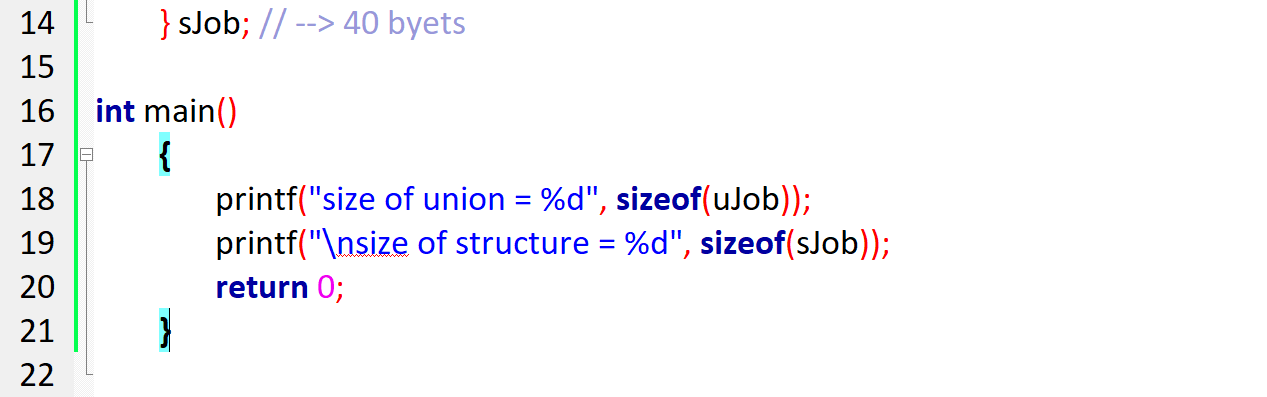 14 } sJob; // --> 40 byets
15
16 int main()
17 {
18 printf("size of union = %d", sizeof(uJob));
19 printf("\nsize of structure = %d", sizeof(sJob));
20 return 0;
21 }
22